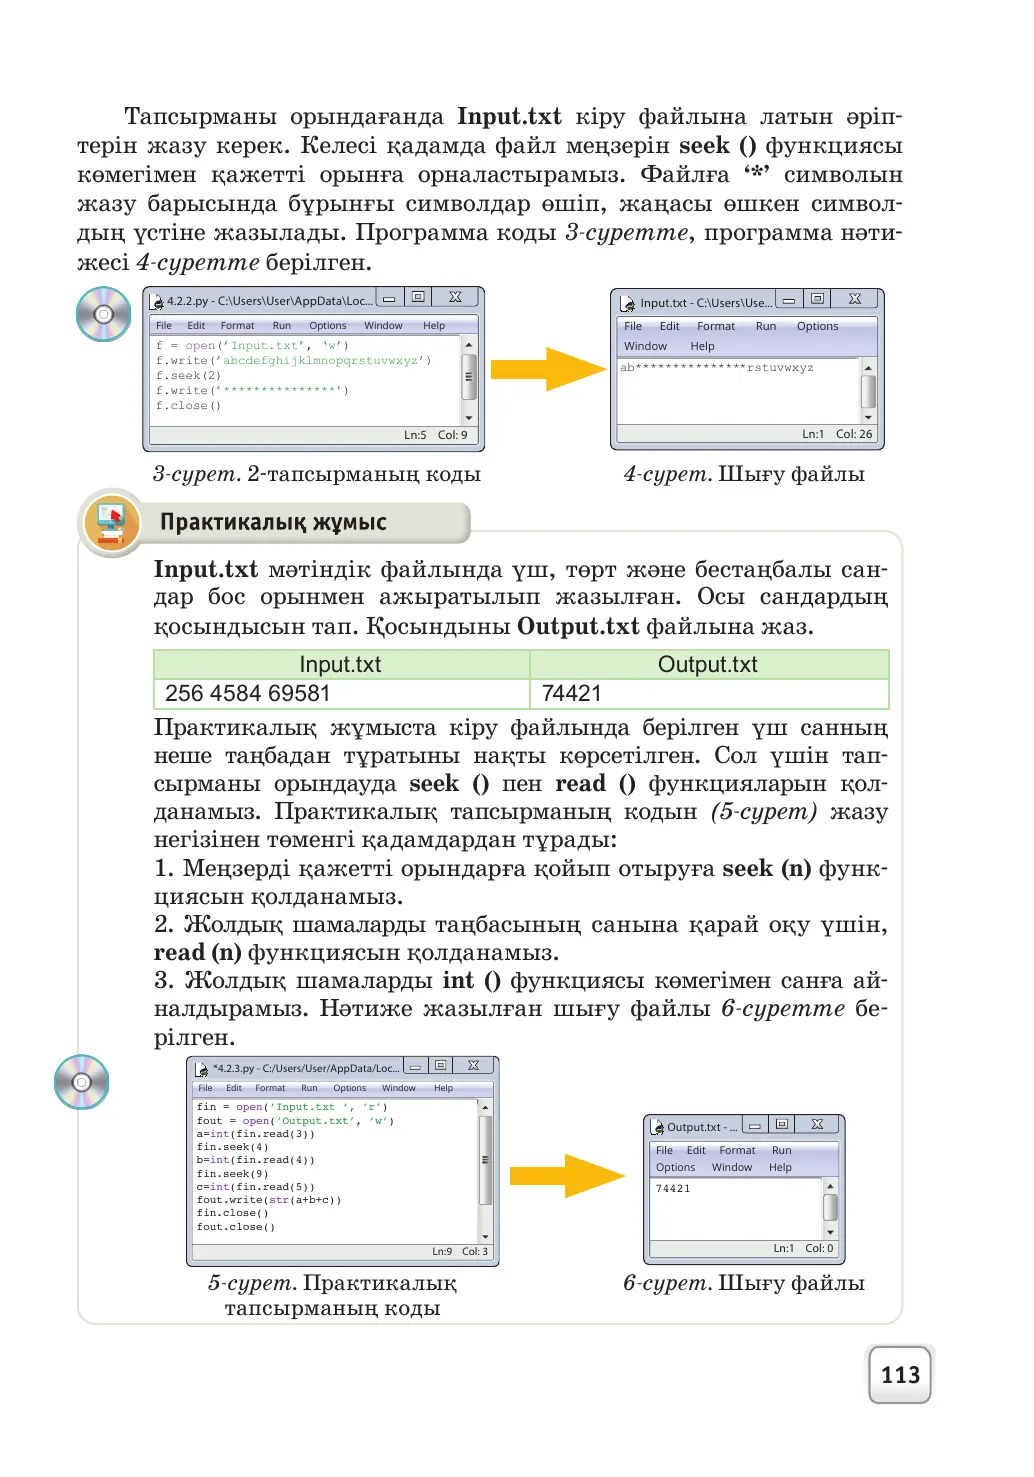 Тапсырманы орындағанда Input.txt кіру файлына латын әріп-
терін жазу керек. Келесі қадамда файл меңзерін seek () функциясы
көмегімен қажетті орынға орналастырамыз. Файлға ‘*’ символын
жазу барысында бұрынғы символдар өшіп, жаңасы өшкен симвoл-
дың үстіне жазылады. Программа коды 3-суретте, программа нәти-
жесі 4-суретте берілген.
4.2.2.py - C:\Users\User\AppData\Loc...
File Edit Format Run Options Window Help
f = open(’Input.txt’, ‘w’)
f.write(’abcdefghijklmnopqrstuvwxyz’)
f.seek(2)
f.write(’***************’)
f.close()
Ln:5 Col: 9
Input.txt - C:\Users\Use...
File Edit Format Run Options
Window Help
ab***************rstuvwxyz
Ln:1 Col: 26
3-сурет. 2-тапсырманың коды
4-сурет. Шығу файлы
Практикалық жұмыс
Input.txt мәтіндік файлында үш, төрт және бестаңбалы сан-
дар бос орынмен ажыратылып жазылған. Осы сандардың
қосындысын тап. Қосындыны Output.txt файлына жаз.
Input.txt Output.txt
256 4584 69581 74421
Практикалық жұмыста кіру файлында берілген үш санның
неше таңбадан тұратыны нақты көрсетілген. Сол үшін тап-
сырманы орындауда seek () пен read () функцияларын қол-
данамыз. Практикалық тапсырманың кодын (5-сурет) жазу
негізінен төменгі қадамдардан тұрады:
1. Меңзерді қажетті орындарға қойып отыруға seek (n) функ-
циясын қолданамыз.
2. Жолдық шамаларды таңбасының санына қарай оқу үшін,
read (n) функциясын қолданамыз.
3. Жолдық шамаларды int () функциясы көмегімен санға ай-
налдырамыз. Нәтиже жазылған шығу файлы 6-суретте бе-
рілген.
*4.2.3.py - C:/Users/User/AppData/Loc...
File Edit Format Run Options Window Help
fin = open(’Input.txt ‘, ‘r’)
fout = open(’Output.txt’, ‘w’)
a=int(fin.read(3))
fin.seek(4)
b=int(fin.read(4))
fin.seek(9)
c=int(fin.read(5))
fout.write(str(a+b+c))
fin.close()
fout.close()
Ln:9 Col: 3
Output.txt - ...
File Edit Format Run
Options Window Help
74421
Ln:1 Col: 0
5-сурет. Практикалық
тапсырманың коды
6-сурет. Шығу файлы
113